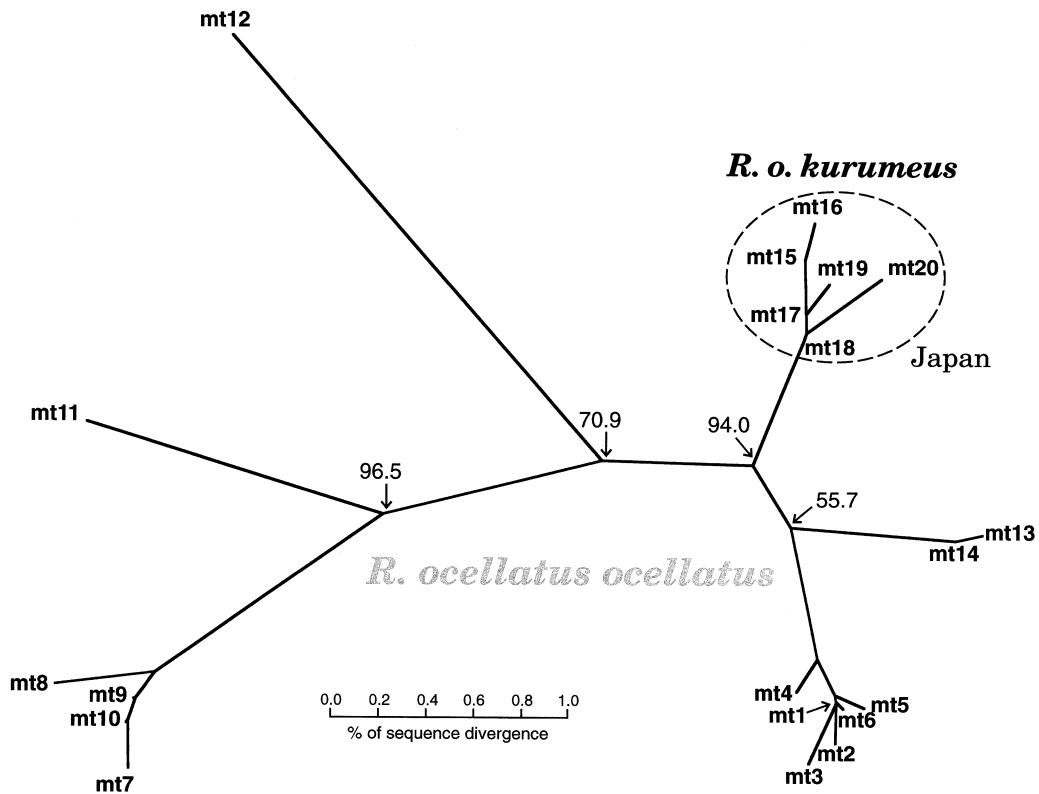 mt12
R. o. kurumeus
mt16
mt15
mt19
mt20
mt17
mt18
Japan
mt11
70.9
94.0
96.5
55.7
mt13
mt14
R. ocellatus ocellatus
mt8
mt9
mt10
mt7
0.0 0.2 0.4 0.6 0.8 1.0
% of sequence divergence
mt4
mt1
mt5
mt6
mt2
mt3